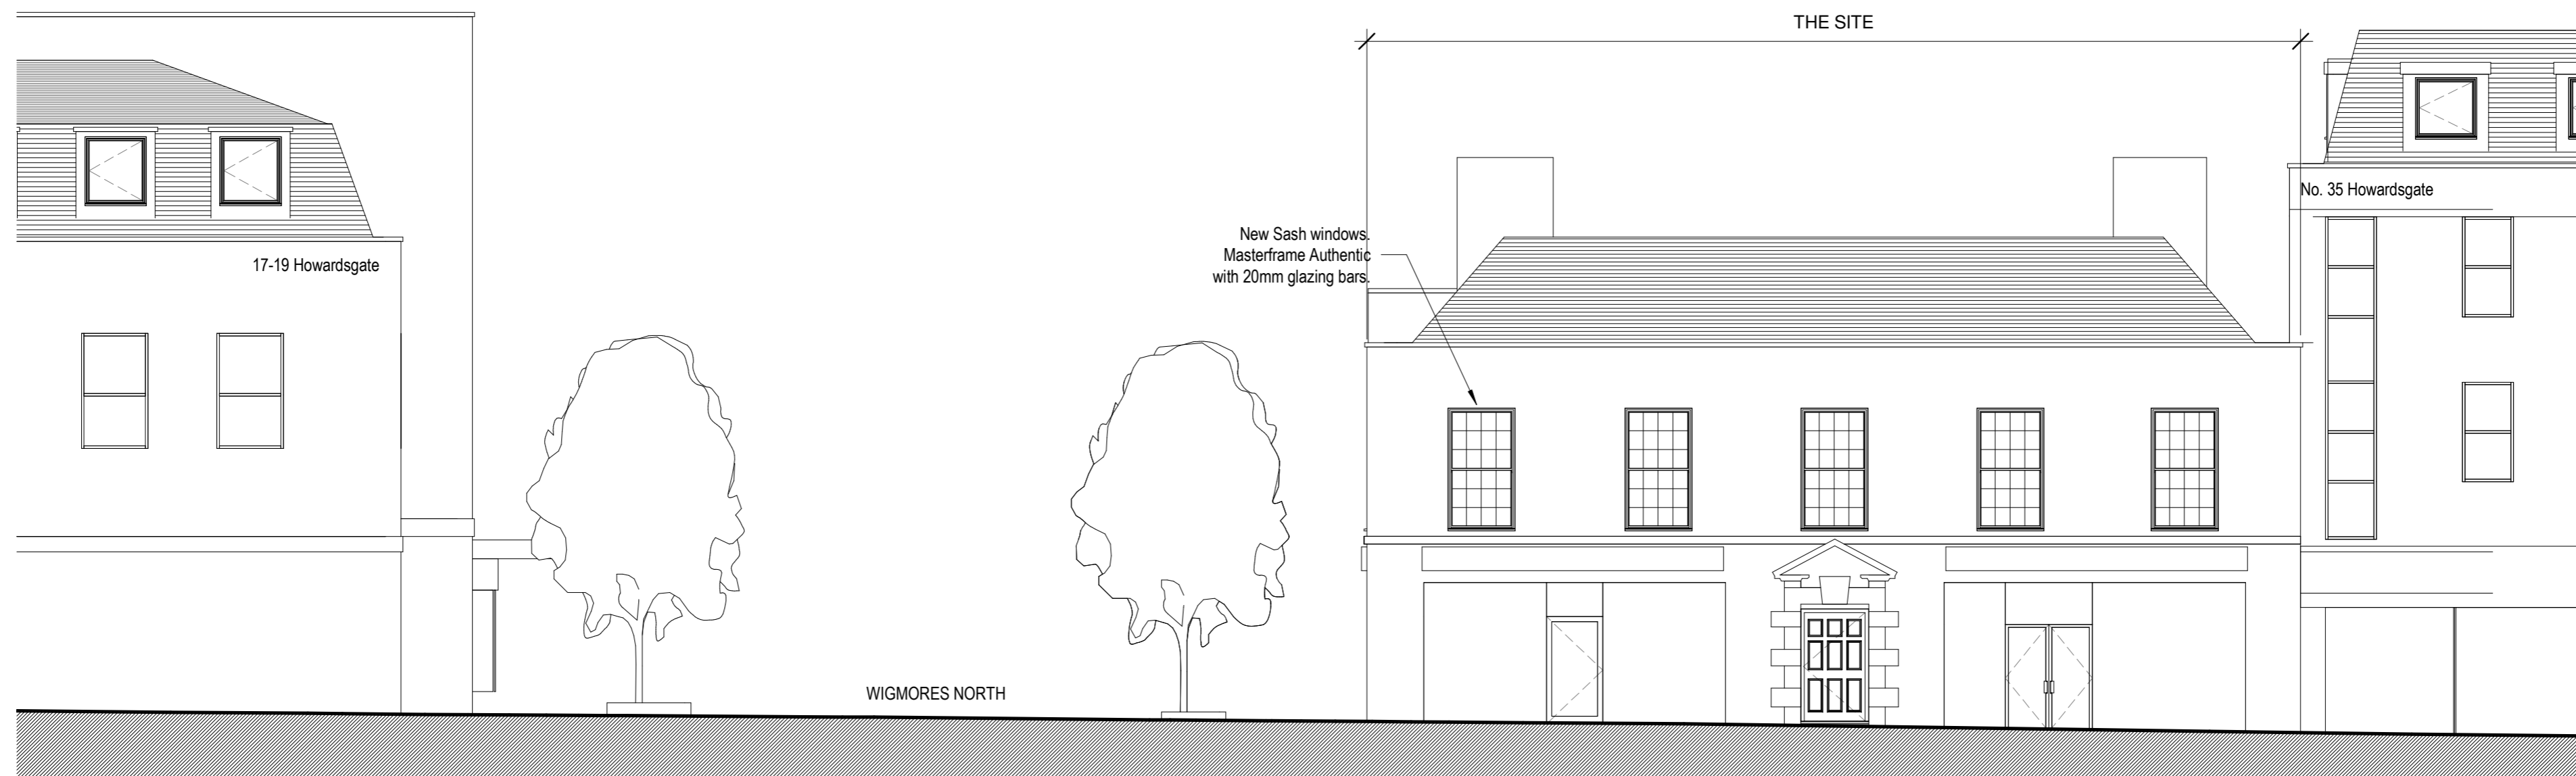 THE SITE
No. 35 Howardsgate
New Sash windows.
Masterframe Authentic
with 20mm glazing bars.
17-19 Howardsgate
WIGMORES NORTH